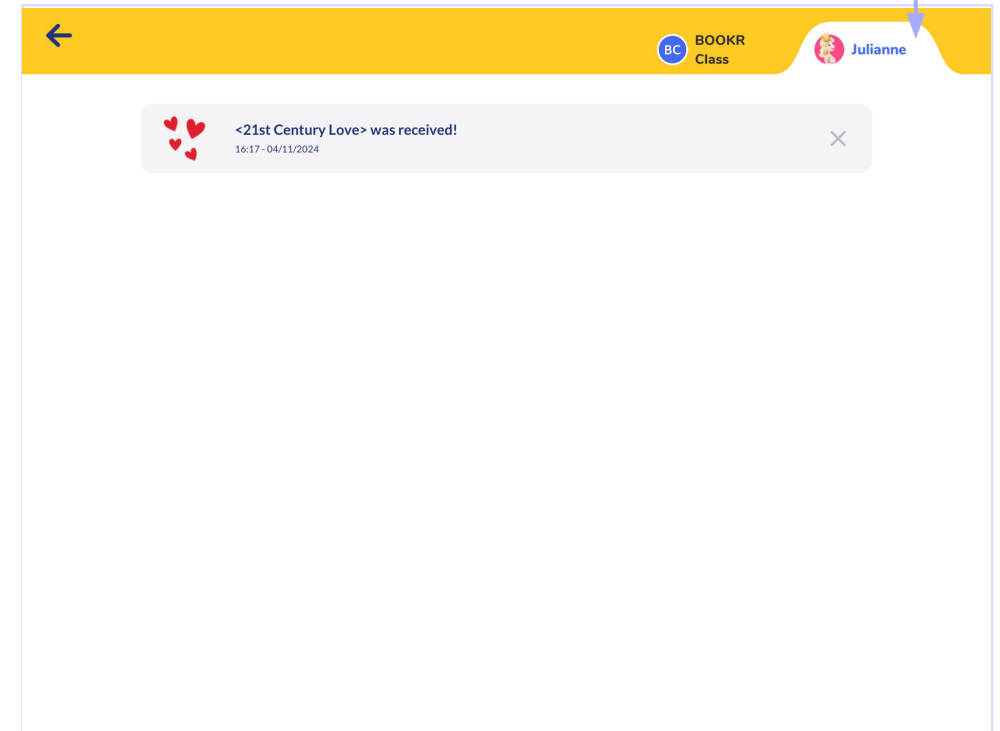 BC
BOOKR
Class
Julianne
<21st Century Love> was received!
16:17 - 04/11/2024